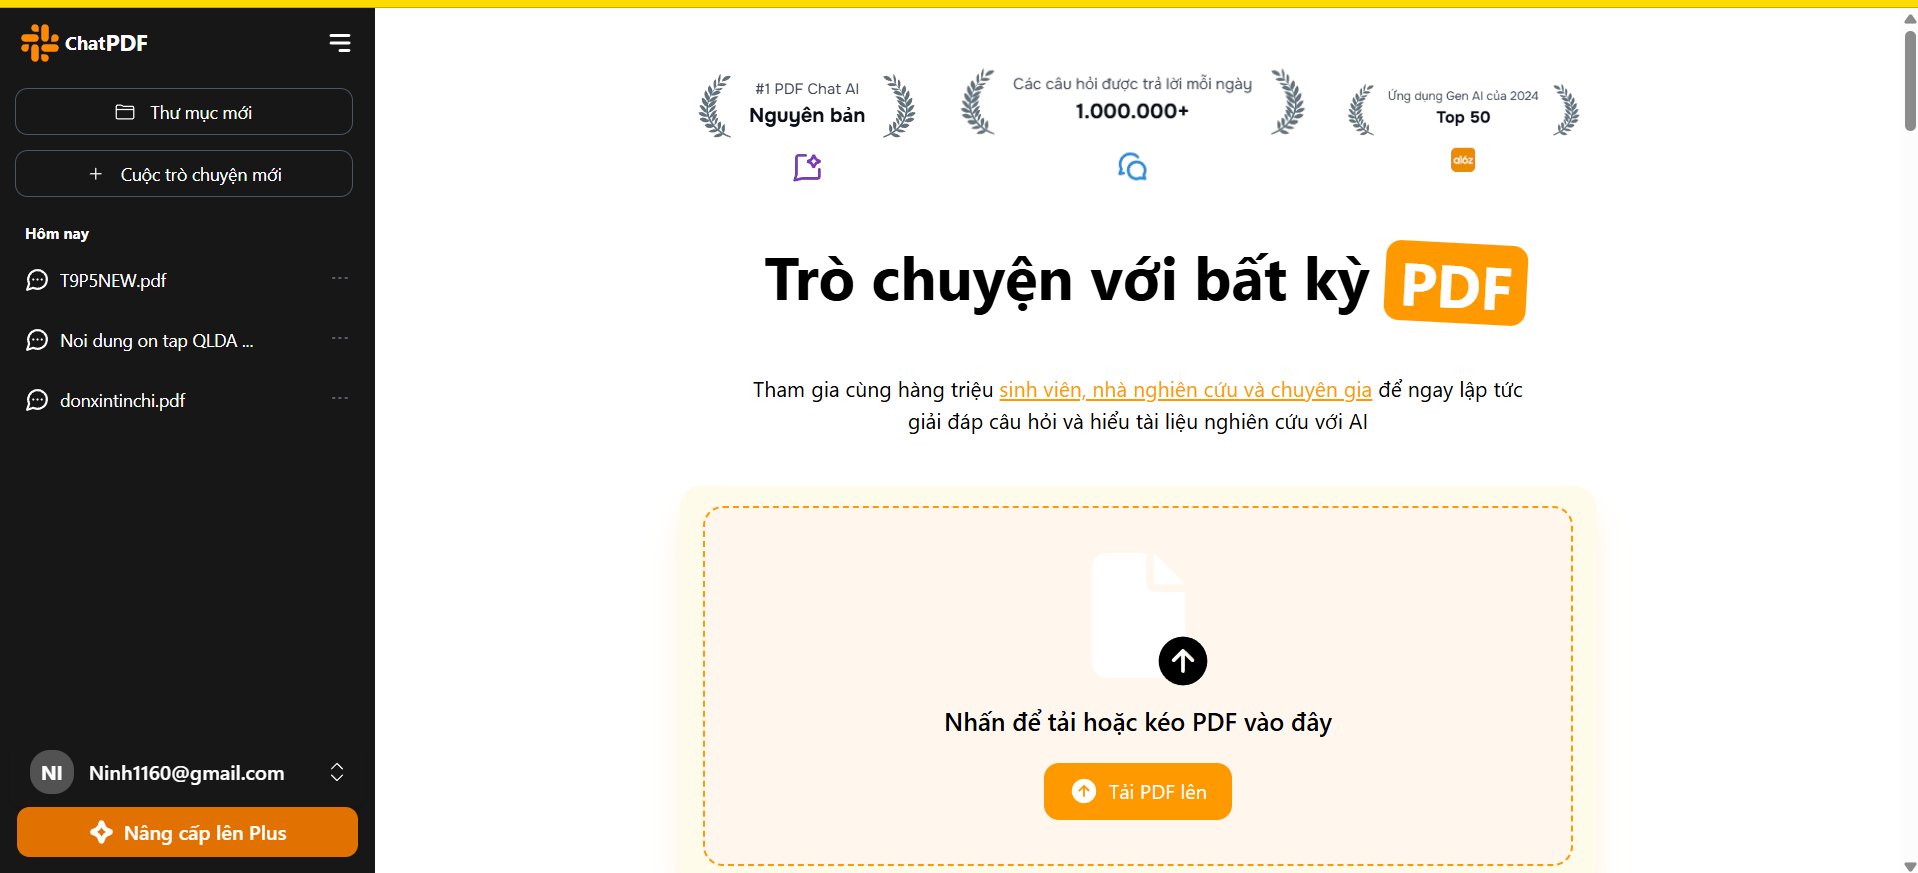 ChatPDF
Thư mục mới
Cuộc trò chuyện mới
Hôm nay
T9P5NEW.pdf
Noi dung on tap QLDA ...
donxintinchi.pdf
NI
Ninh1160@gmail.com
Nâng cấp lên Plus
#1 PDF Chat AI
Nguyên bản
Các câu hỏi được trả lời mỗi ngày
1.000.000+
Ứng dụng Gen AI của 2024
Top 50
a16z
Trò chuyện với bất kỳ PDF
Tham gia cùng hàng triệu sinh viên, nhà nghiên cứu và chuyên gia để ngay lập tức
giải đáp câu hỏi và hiểu tài liệu nghiên cứu với AI
Nhấn để tải hoặc kéo PDF vào đây
Tải PDF lên